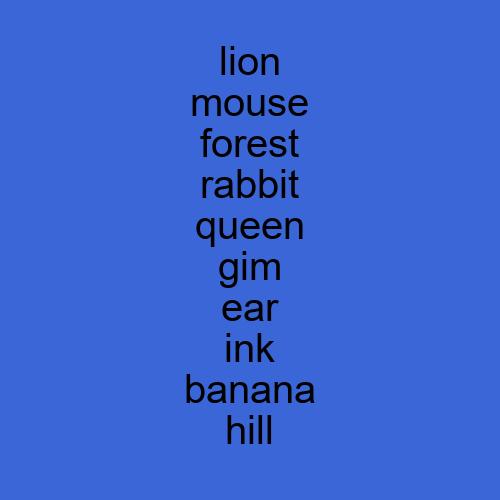 lion
mouse
forest
rabbit
queen
gim
ear
ink
banana
hill